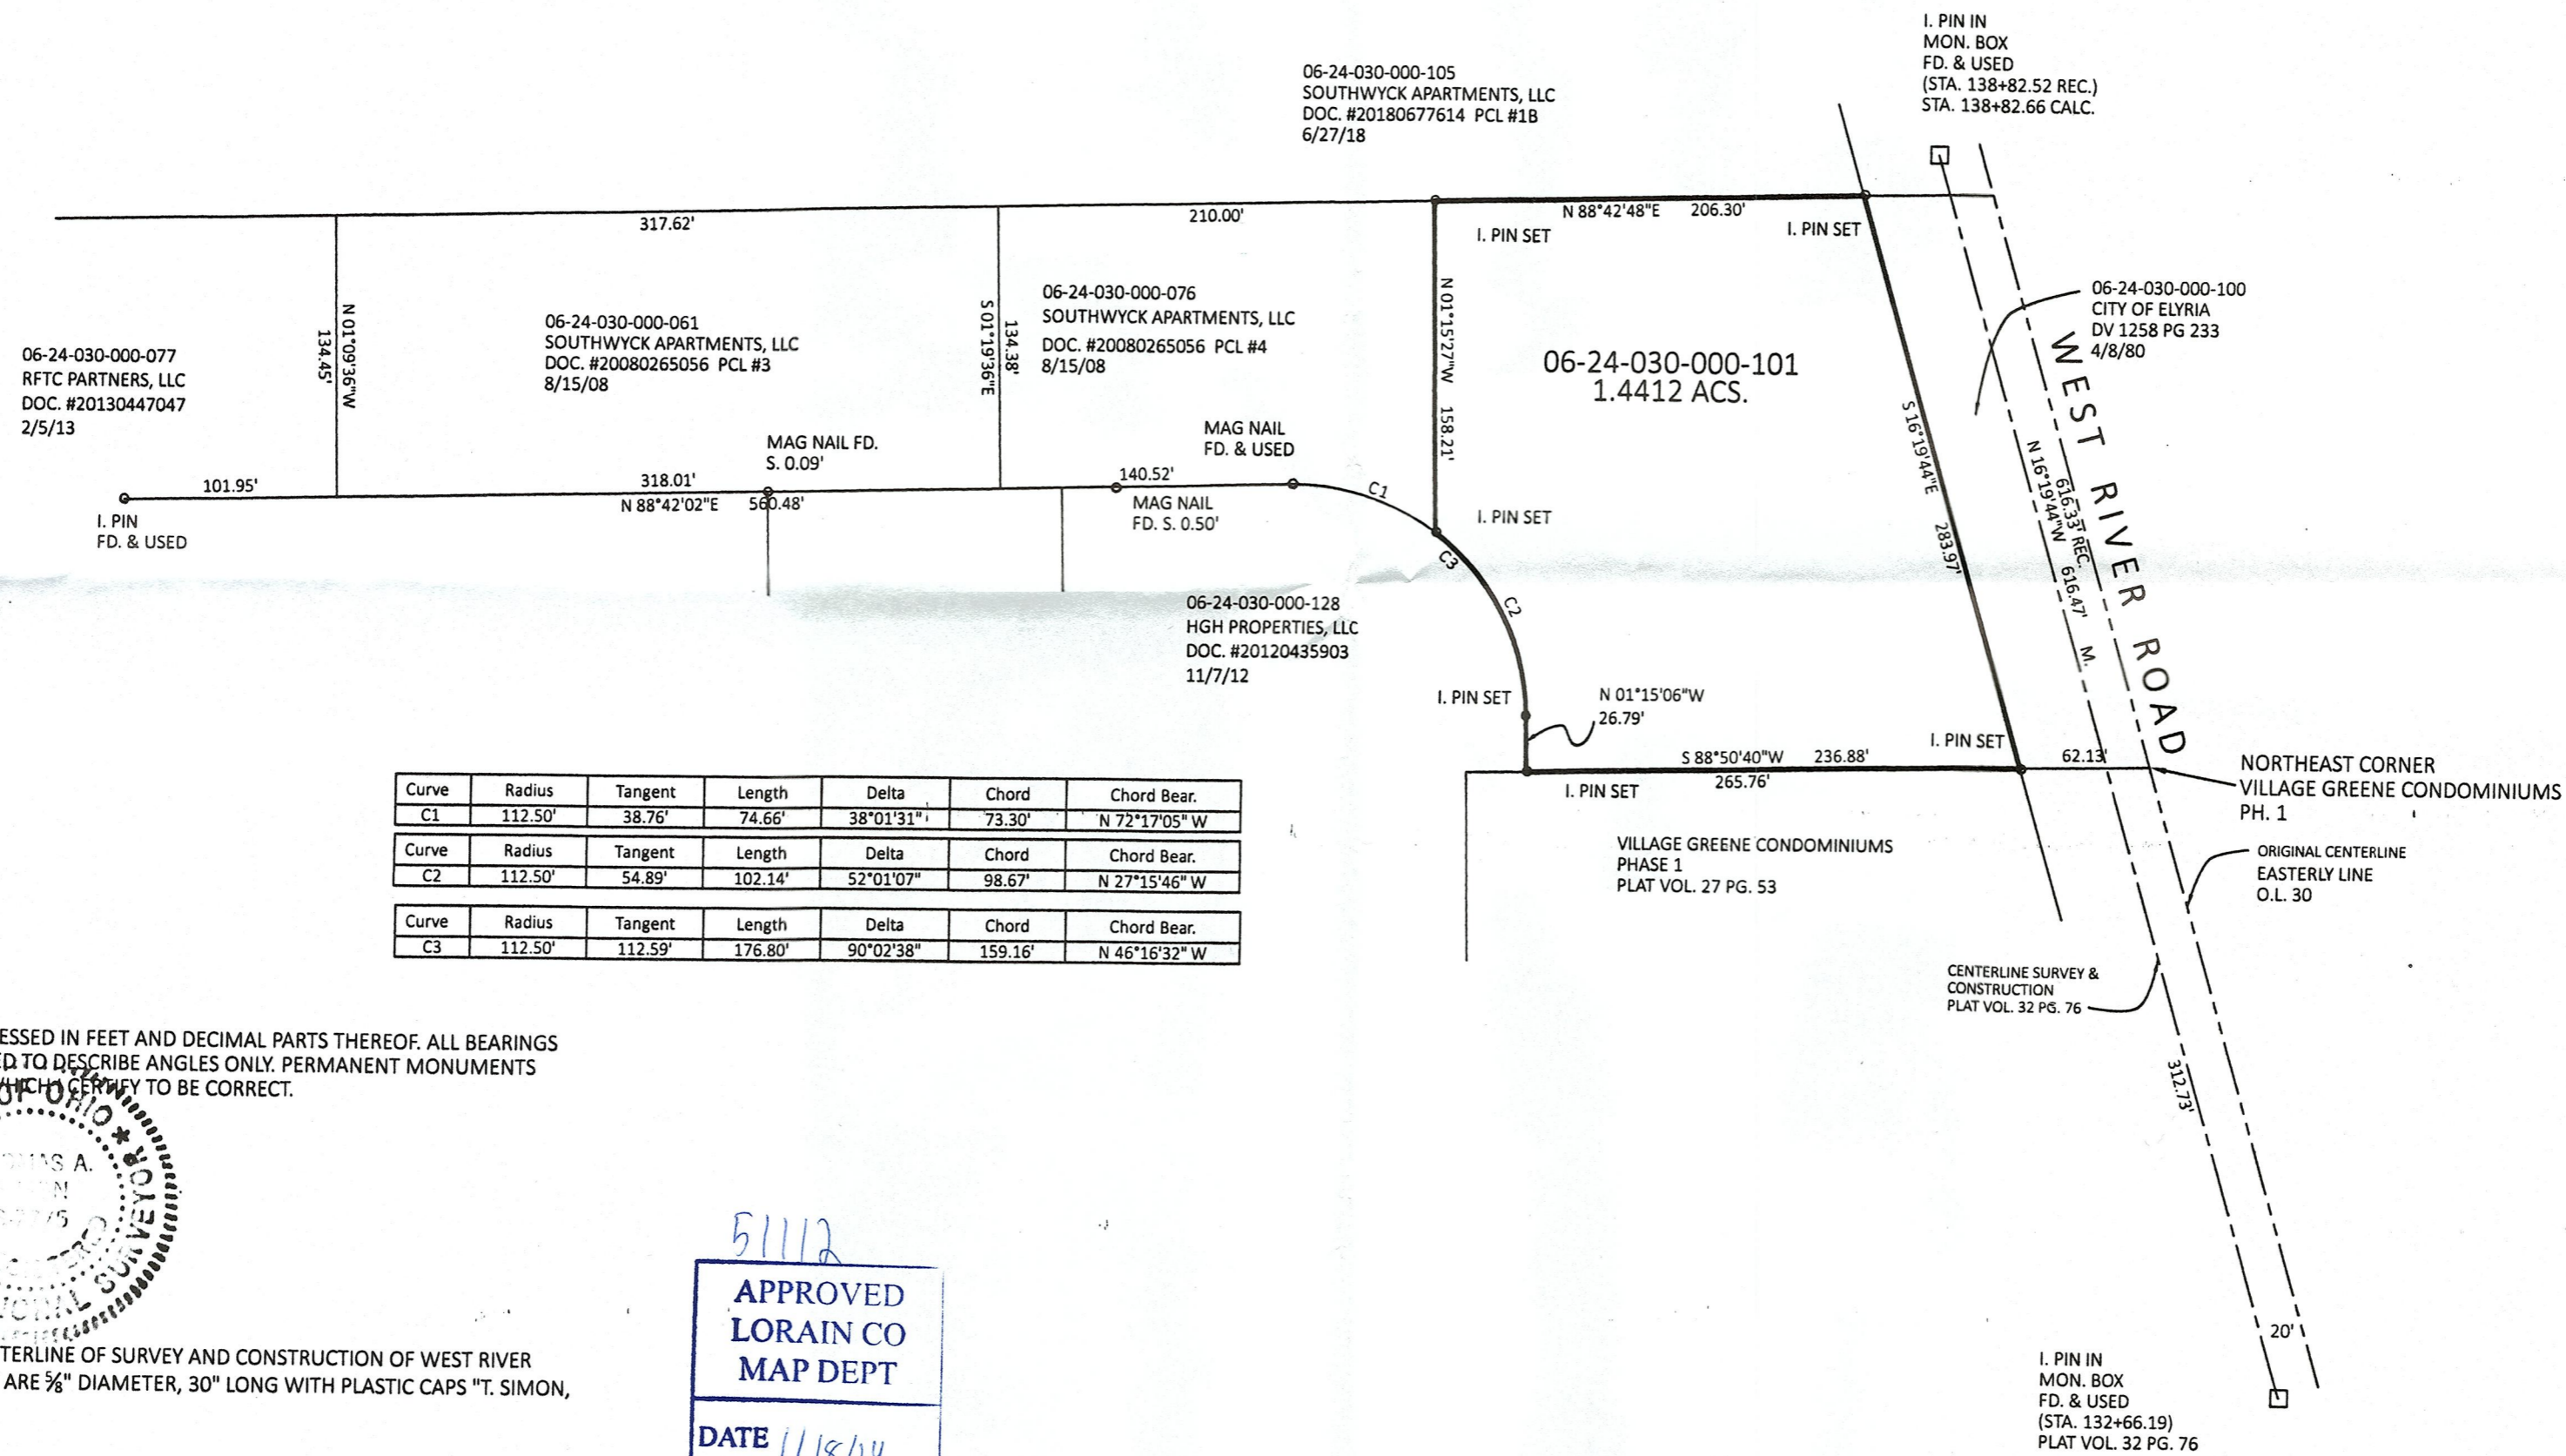 I. PIN IN
MON. BOX
FD. & USED
(STA. 138+82.52 REC.)
STA. 138+82.66 CALC.
06-24-030-000-105
SOUTHWYCK APARTMENTS, LLC
DOC. #20180677614 PCL #1B
6/27/18
317.62'
210.00'
N 88°42'48"E 206.30'
I. PIN SET
I. PIN SET
06-24-030-000-077
RFTC PARTNERS, LLC
DOC. #20130447047
2/5/13
N 01°09'36"W
134.45'
06-24-030-000-061
SOUTHWYCK APARTMENTS, LLC
DOC. #20080265056 PCL #3
8/15/08
S 01°19'36"E
134.38'
06-24-030-000-076
SOUTHWYCK APARTMENTS, LLC
DOC. #20080265056 PCL #4
8/15/08
N 01°15'27"W 158.21'
06-24-030-000-101
1.4412 ACS.
06-24-030-000-100
CITY OF ELYRIA
DV 1258 PG 233
4/8/80
WEST RIVER ROAD
S 16°19'44"E 283.97'
N 16°19'44"W
616.33' REC.
616.47' M.
MAG NAIL FD.
S. 0.09'
MAG NAIL
FD. & USED
101.95'
318.01'
140.52'
N 88°42'02"E 560.48'
I. PIN
FD. & USED
MAG NAIL
FD. S. 0.50'
C1
I. PIN SET
C3
C2
06-24-030-000-128
HGH PROPERTIES, LLC
DOC. #20120435903
11/7/12
I. PIN SET
N 01°15'06"W
26.79'
I. PIN SET
S 88°50'40"W 236.88'
62.13'
265.76'
I. PIN SET
NORTHEAST CORNER
VILLAGE GREENE CONDOMINIUMS
PH. 1
VILLAGE GREENE CONDOMINIUMS
PHASE 1
PLAT VOL. 27 PG. 53
ORIGINAL CENTERLINE
EASTERLY LINE
O.L. 30
CENTERLINE SURVEY &
CONSTRUCTION
PLAT VOL. 32 PG. 76
312.73'
20'
I. PIN IN
MON. BOX
FD. & USED
(STA. 132+66.19)
PLAT VOL. 32 PG. 76
Curve Radius Tangent Length Delta Chord Chord Bear.
C1 112.50' 38.76' 74.66' 38°01'31" 73.30' N 72°17'05" W
Curve Radius Tangent Length Delta Chord Chord Bear.
C2 112.50' 54.89' 102.14' 52°01'07" 98.67' N 27°15'46" W
Curve Radius Tangent Length Delta Chord Chord Bear.
C3 112.50' 112.59' 176.80' 90°02'38" 159.16' N 46°16'32" W
ESSED IN FEET AND DECIMAL PARTS THEREOF. ALL BEARINGS
ED TO DESCRIBE ANGLES ONLY. PERMANENT MONUMENTS
WHICH I CERTIFY TO BE CORRECT.
OF OHIO
SURVEYOR
TERLINE OF SURVEY AND CONSTRUCTION OF WEST RIVER
ARE ⅝" DIAMETER, 30" LONG WITH PLASTIC CAPS "T. SIMON,
51112
APPROVED
LORAIN CO
MAP DEPT
DATE